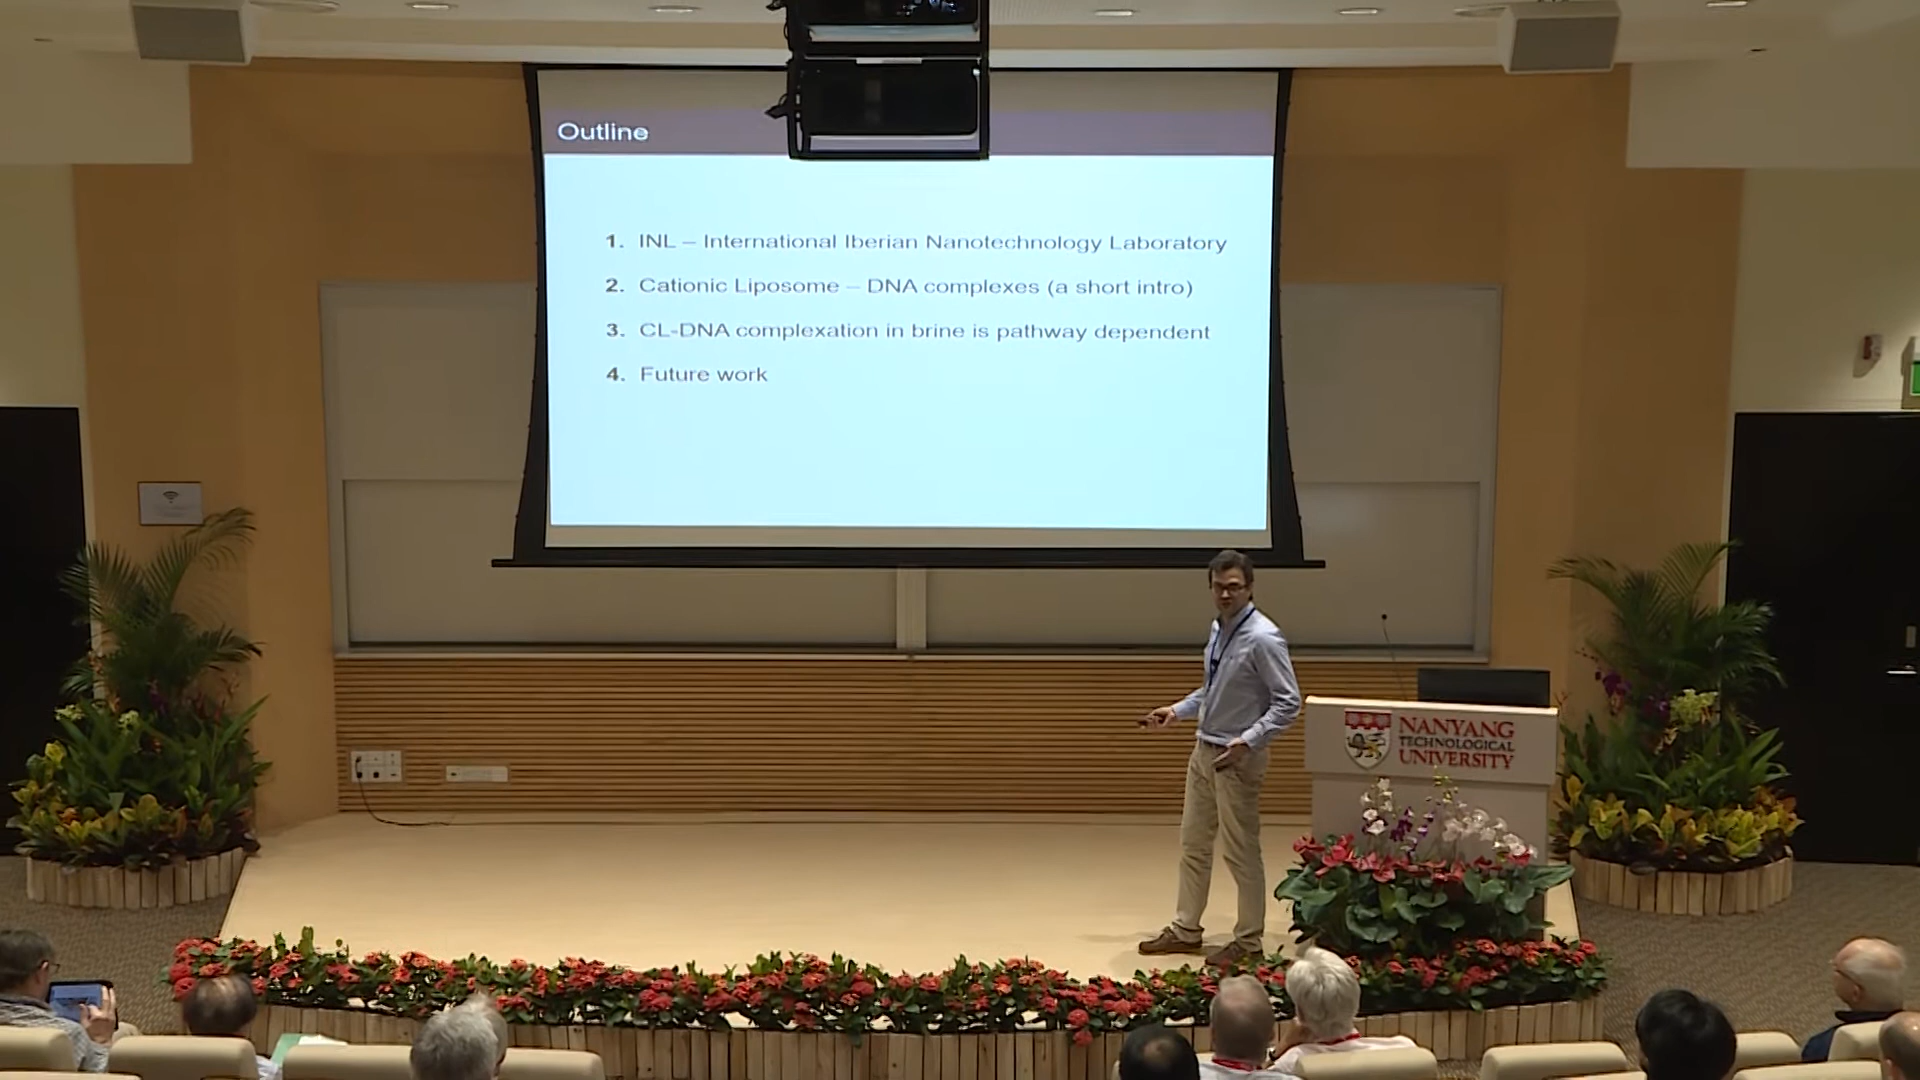 Outline
1. INL – International Iberian Nanotechnology Laboratory
2. Cationic Liposome – DNA complexes (a short intro)
3. CL-DNA complexation in brine is pathway dependent
4. Future work
NANYANG
TECHNOLOGICAL
UNIVERSITY